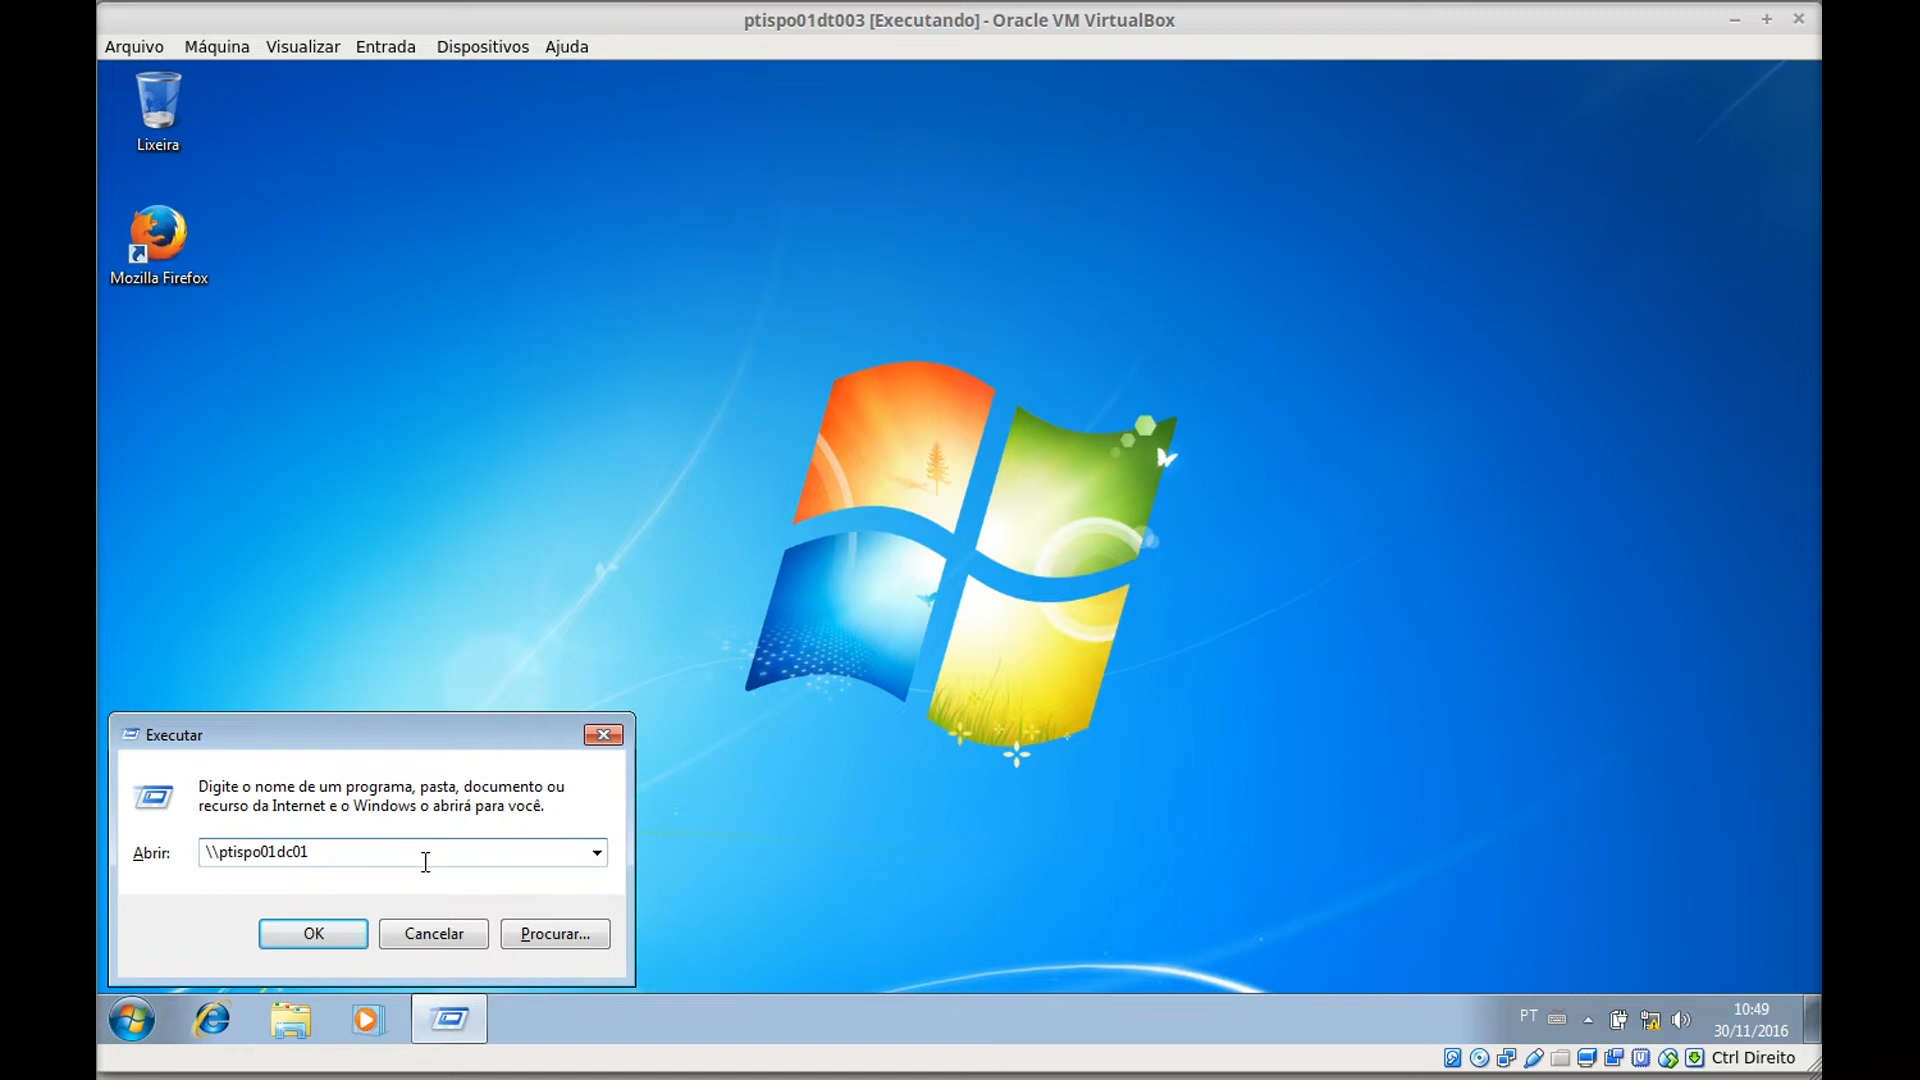 ptispo01dt003 [Executando] - Oracle VM VirtualBox
Arquivo Máquina Visualizar Entrada Dispositivos Ajuda
Lixeira
Mozilla Firefox
Executar
Digite o nome de um programa, pasta, documento ou
recurso da Internet e o Windows o abrirá para você.
Abrir: \\ptispo01dc01
OK Cancelar Procurar...
PT
10:49
30/11/2016
Ctrl Direito